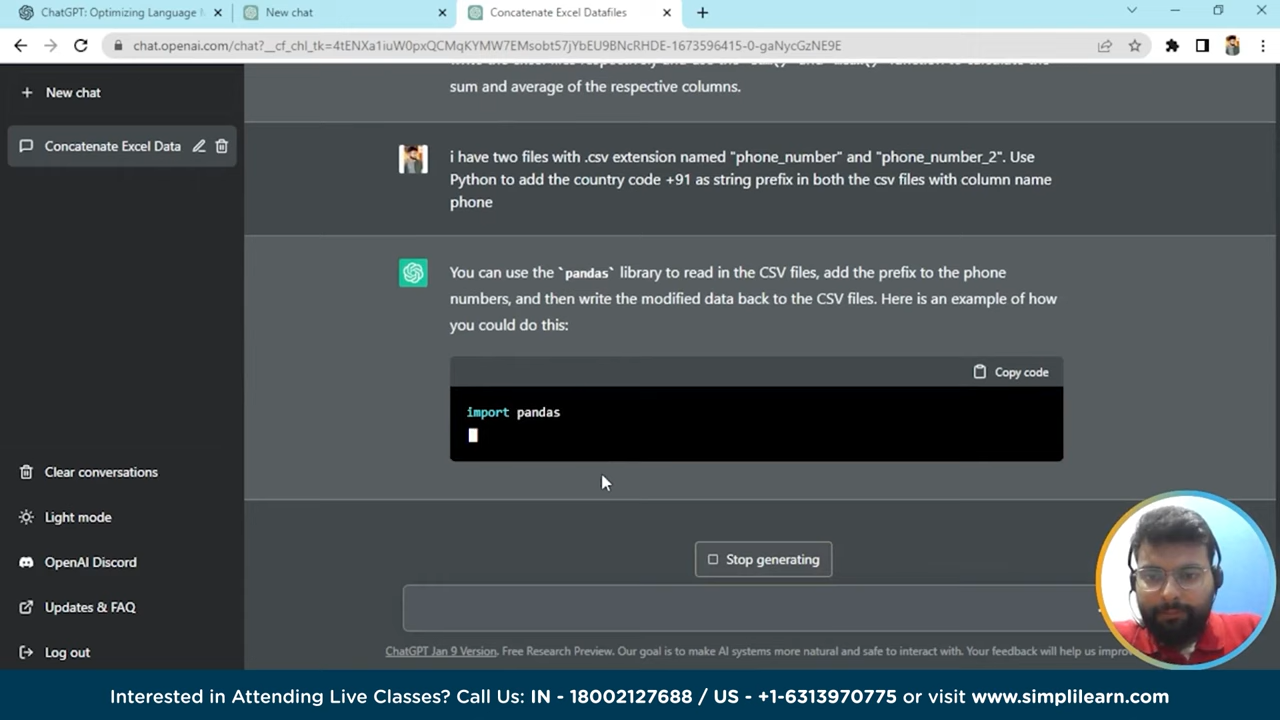 ChatGPT: Optimizing Language
New chat
Concatenate Excel Datafiles
chat.openai.com/chat?__cf_chl_tk=4tENXa1iuW0pxQCMqKYMW7EMsobt57jYbEU9BNcRHDE-1673596415-0-gaNycGzNE9E
New chat
Concatenate Excel Data
Clear conversations
Light mode
OpenAI Discord
Updates & FAQ
Log out
sum and average of the respective columns.
i have two files with .csv extension named "phone_number" and "phone_number_2". Use
Python to add the country code +91 as string prefix in both the csv files with column name
phone
You can use the `pandas` library to read in the CSV files, add the prefix to the phone
numbers, and then write the modified data back to the CSV files. Here is an example of how
you could do this:
Copy code
import pandas
Stop generating
ChatGPT Jan 9 Version. Free Research Preview. Our goal is to make AI systems more natural and safe to interact with. Your feedback will help us
Interested in Attending Live Classes? Call Us: IN - 18002127688 / US - +1-6313970775 or visit www.simplilearn.com